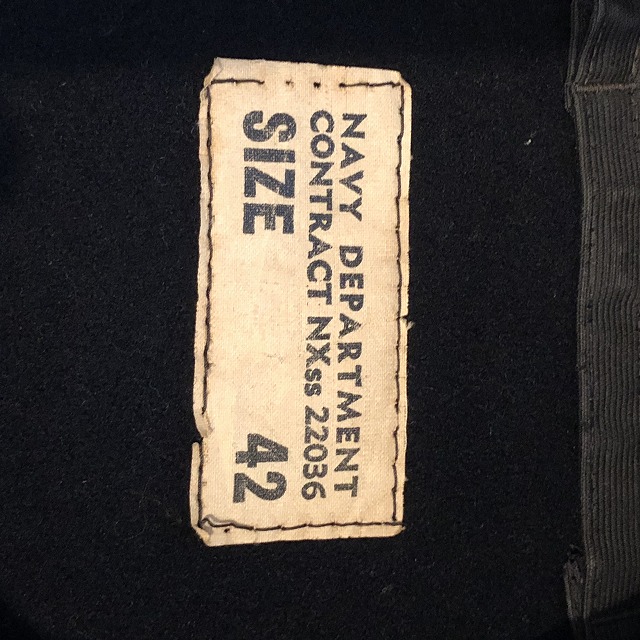 NAVY DEPARTMENT
CONTRACT NXss 22036
SIZE 42